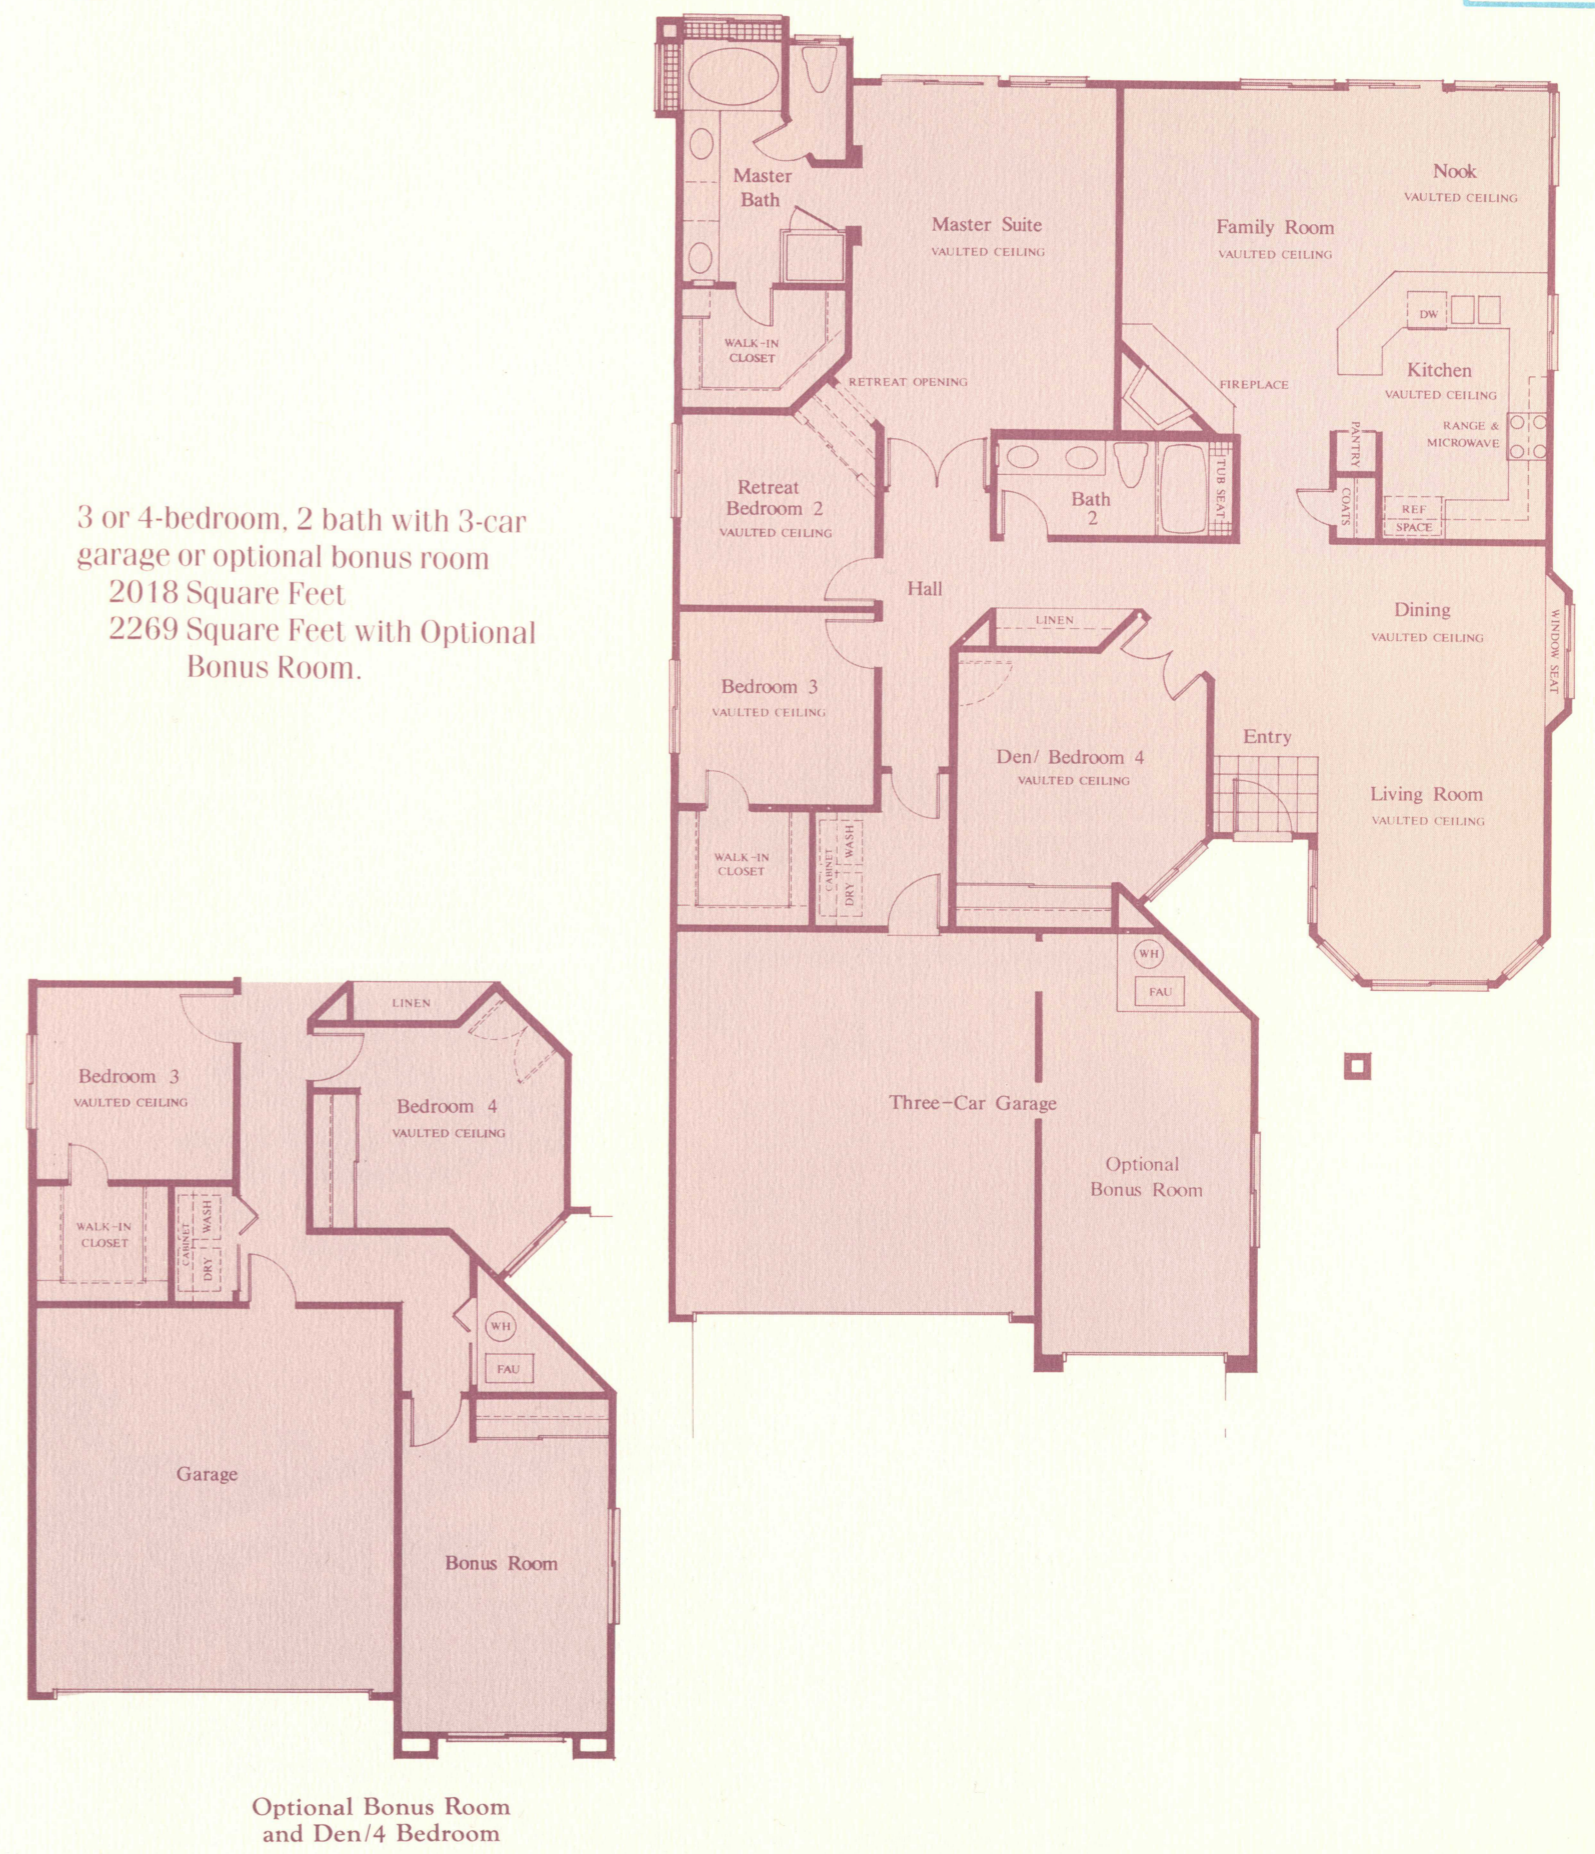 3 or 4-bedroom, 2 bath with 3-car
garage or optional bonus room
2018 Square Feet
2269 Square Feet with Optional
Bonus Room.
Master
Bath
Master Suite
VAULTED CEILING
Nook
VAULTED CEILING
Family Room
VAULTED CEILING
DW
Kitchen
VAULTED CEILING
RANGE &
MICROWAVE
WALK-IN
CLOSET
RETREAT OPENING
FIREPLACE
PANTRY
COATS
REF
SPACE
TUB SEAT
Bath
2
Retreat
Bedroom 2
VAULTED CEILING
Hall
LINEN
Dining
VAULTED CEILING
WINDOW SEAT
Bedroom 3
VAULTED CEILING
Den/ Bedroom 4
VAULTED CEILING
Entry
Living Room
VAULTED CEILING
WALK-IN
CLOSET
CABINET
WASH
DRY
WH
FAU
Three-Car Garage
Optional
Bonus Room
LINEN
Bedroom 3
VAULTED CEILING
Bedroom 4
VAULTED CEILING
WALK-IN
CLOSET
CABINET
WASH
DRY
WH
FAU
Garage
Bonus Room
Optional Bonus Room
and Den/4 Bedroom